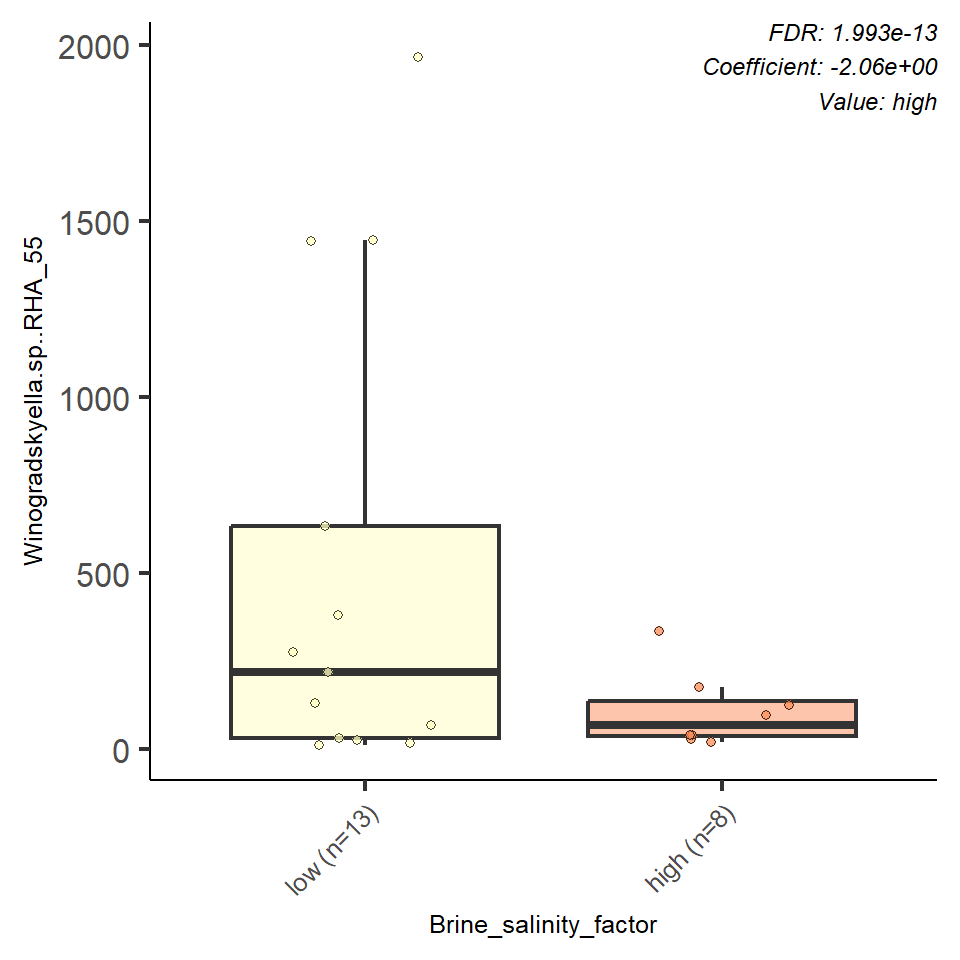 FDR: 1.993e-13
Coefficient: -2.06e+00
Value: high
2000
1500
1000
500
0
Winogradskyella.sp..RHA_55
low (n=13)
high (n=8)
Brine_salinity_factor